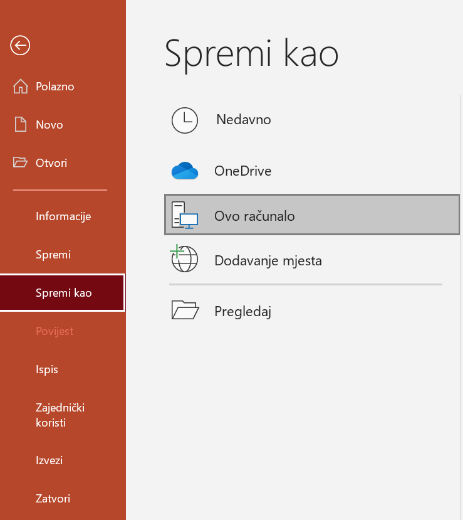 Polazno
Novo
Otvori
Informacije
Spremi
Spremi kao
Povijest
Ispis
Zajednički
koristi
Izvezi
Zatvori
Spremi kao
Nedavno
OneDrive
Ovo računalo
Dodavanje mjesta
Pregledaj